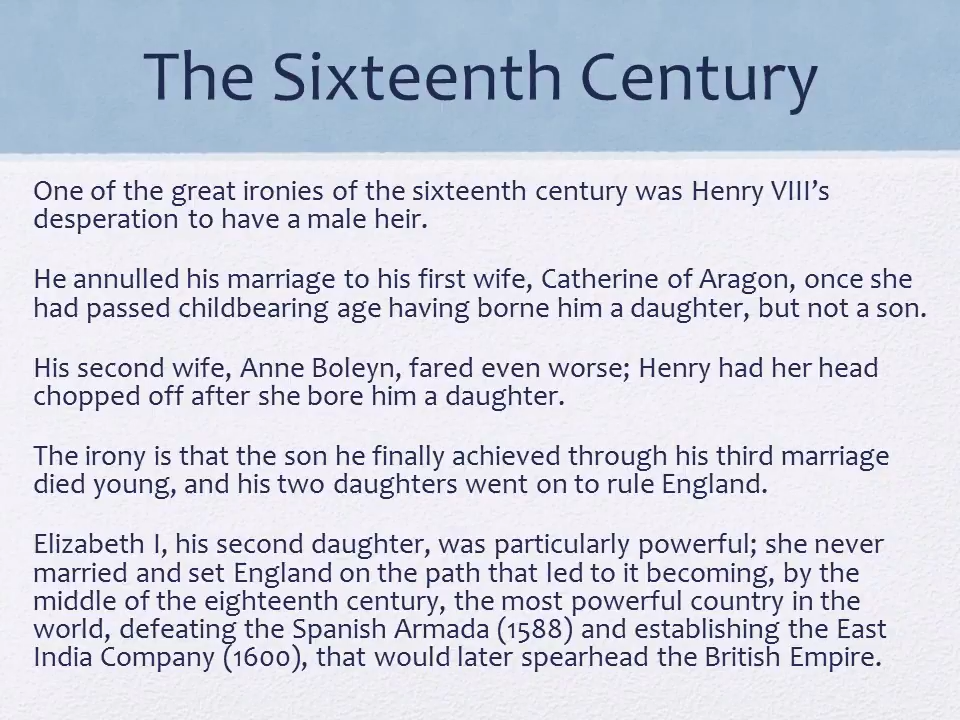 The Sixteenth Century
One of the great ironies of the sixteenth century was Henry VIII’s
desperation to have a male heir.
He annulled his marriage to his first wife, Catherine of Aragon, once she
had passed childbearing age having borne him a daughter, but not a son.
His second wife, Anne Boleyn, fared even worse; Henry had her head
chopped off after she bore him a daughter.
The irony is that the son he finally achieved through his third marriage
died young, and his two daughters went on to rule England.
Elizabeth I, his second daughter, was particularly powerful; she never
married and set England on the path that led to it becoming, by the
middle of the eighteenth century, the most powerful country in the
world, defeating the Spanish Armada (1588) and establishing the East
India Company (1600), that would later spearhead the British Empire.